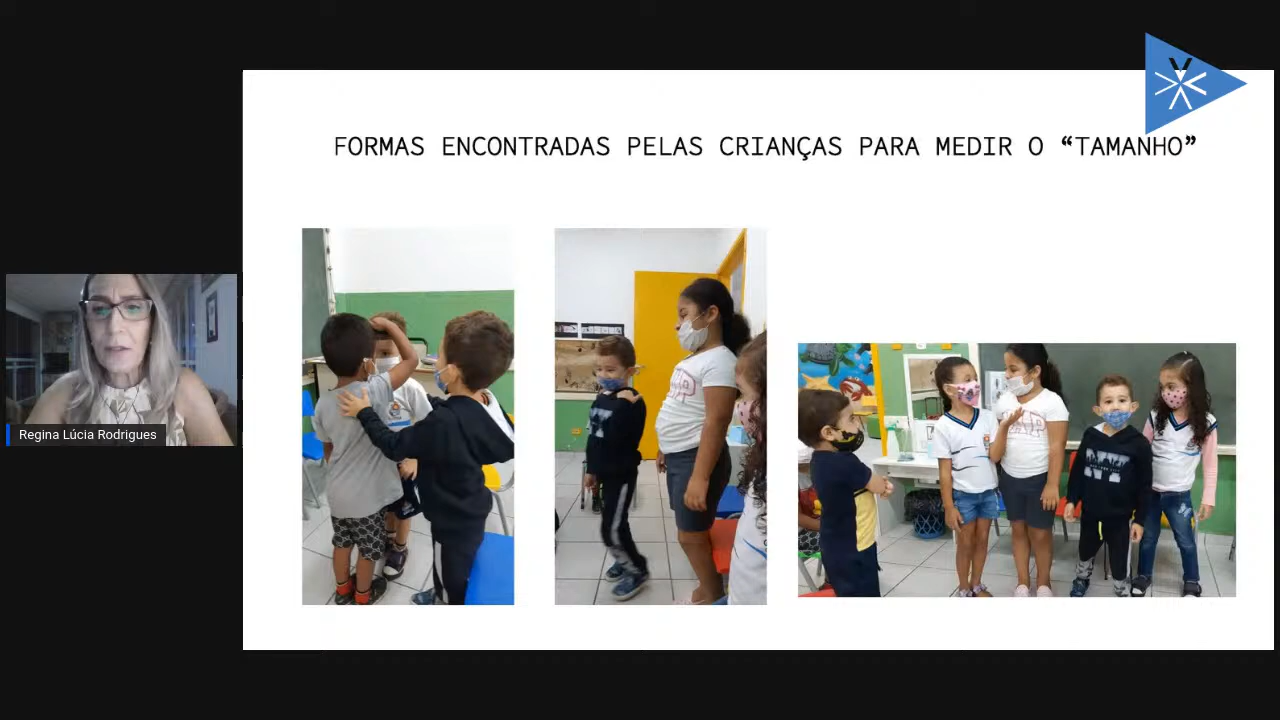 FORMAS ENCONTRADAS PELAS CRIANÇAS PARA MEDIR O “TAMANHO”
Regina Lúcia Rodrigues